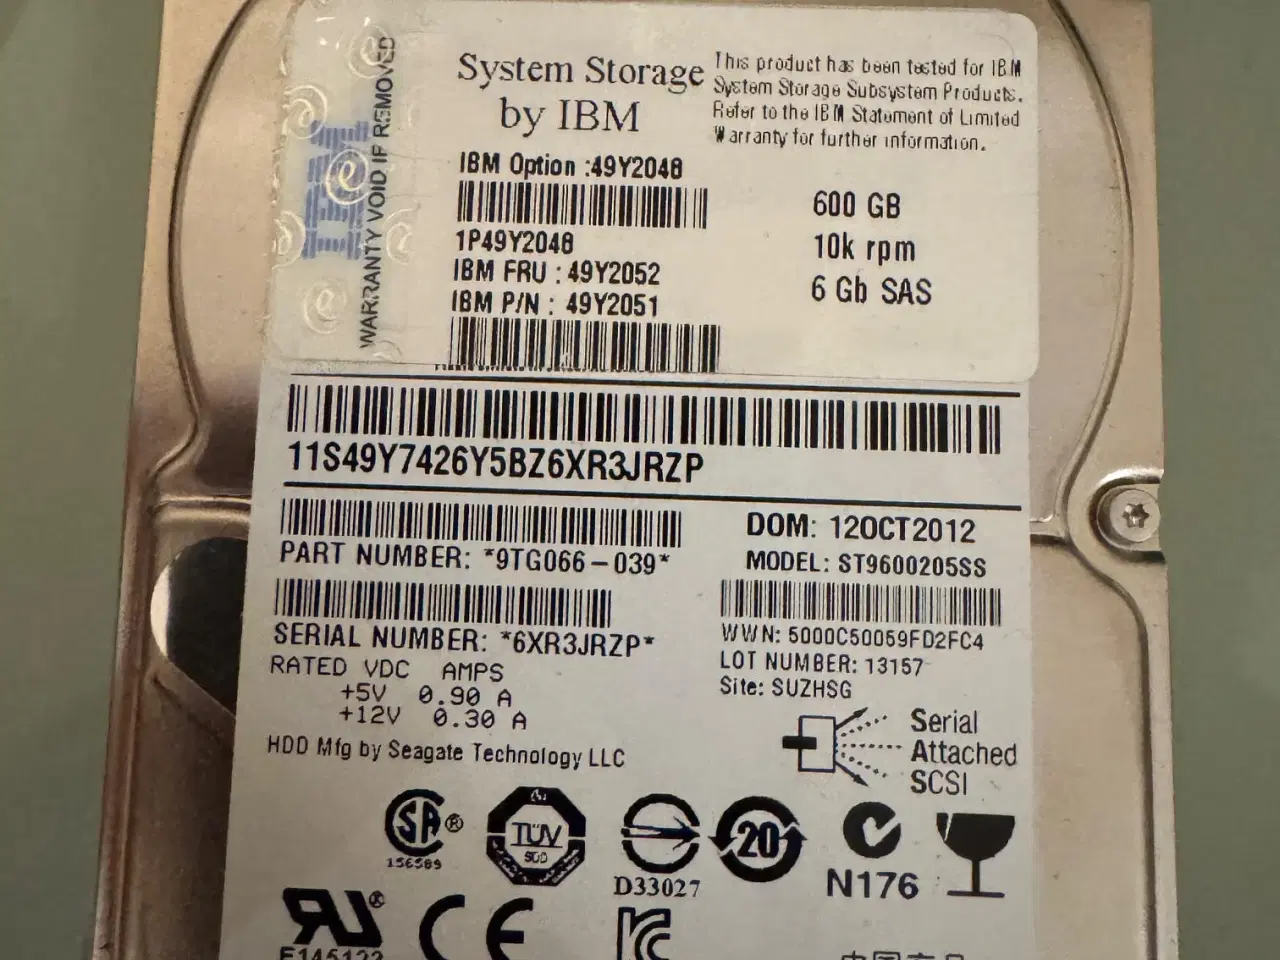 WARRANTY VOID IF REMOVED
IBM
System Storage
by IBM
This product has been tested for IBM
System Storage Subsystem Products.
Refer to the IBM Statement of Limited
Warranty for further information.
IBM Option :49Y2048
1P49Y2048
IBM FRU : 49Y2052
IBM P/N : 49Y2051
600 GB
10k rpm
6 Gb SAS
11S49Y7426Y5BZ6XR3JRZP
PART NUMBER: *9TG066-039*
DOM: 12OCT2012
MODEL: ST9600205SS
SERIAL NUMBER: *6XR3JRZP*
WWN: 5000C50059FD2FC4
LOT NUMBER: 13157
Site: SUZHSG
RATED VDC AMPS
+5V 0.90 A
+12V 0.30 A
HDD Mfg by Seagate Technology LLC
Serial
Attached
SCSI
SA®
156589
TÜV
SÜD
D33027
20
N176
RU®
E145122
CE